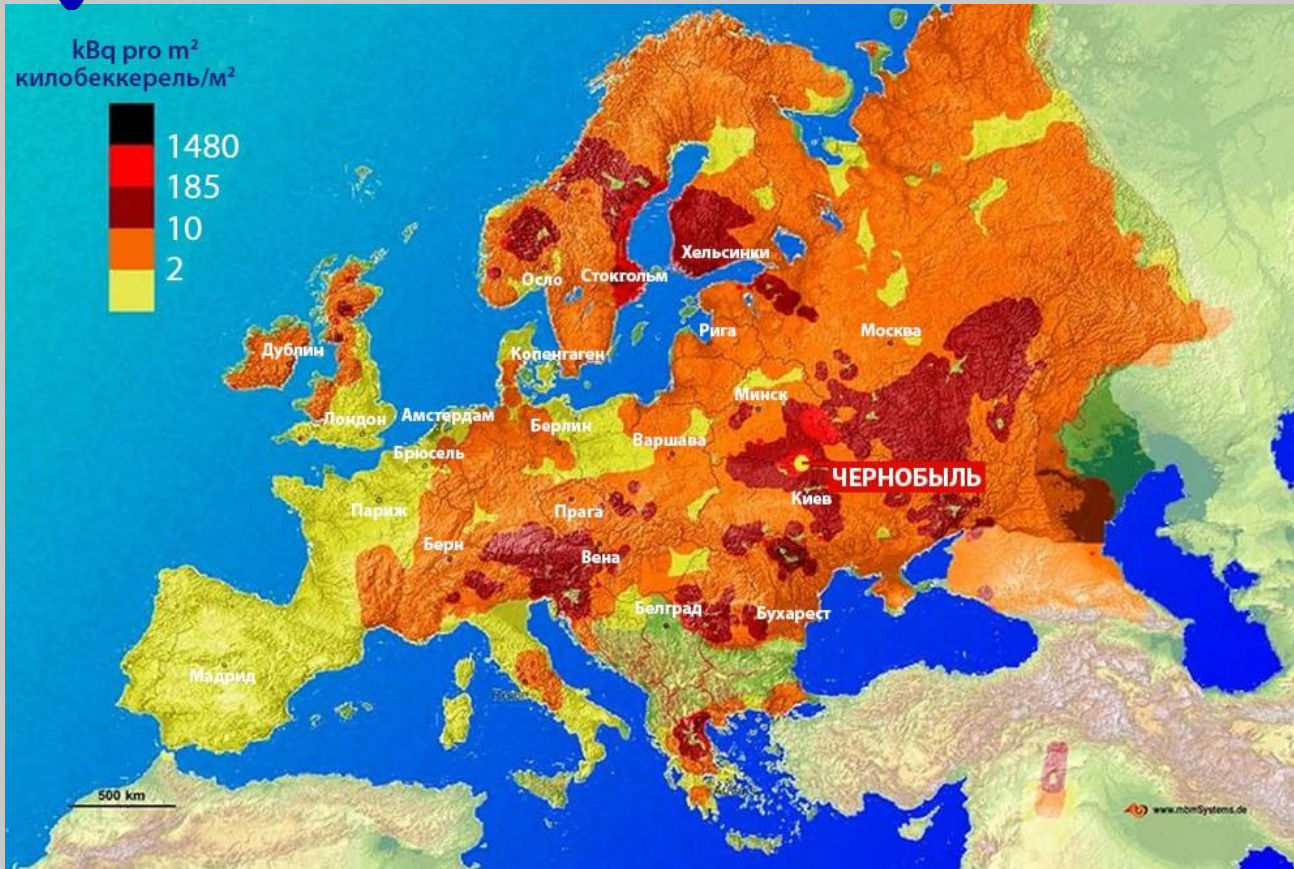 kBq pro m²
килобеккерель/м²
1480
185
10
2
Хельсинки
Осло
Стокгольм
Рига
Москва
Дублин
Копенгаген
Минск
Лондон
Амстердам
Берлин
Варшава
Брюсель
ЧЕРНОБЫЛЬ
Киев
Париж
Прага
Берн
Вена
Белград
Бухарест
Мадрид
500 km
www.mbmSystems.de